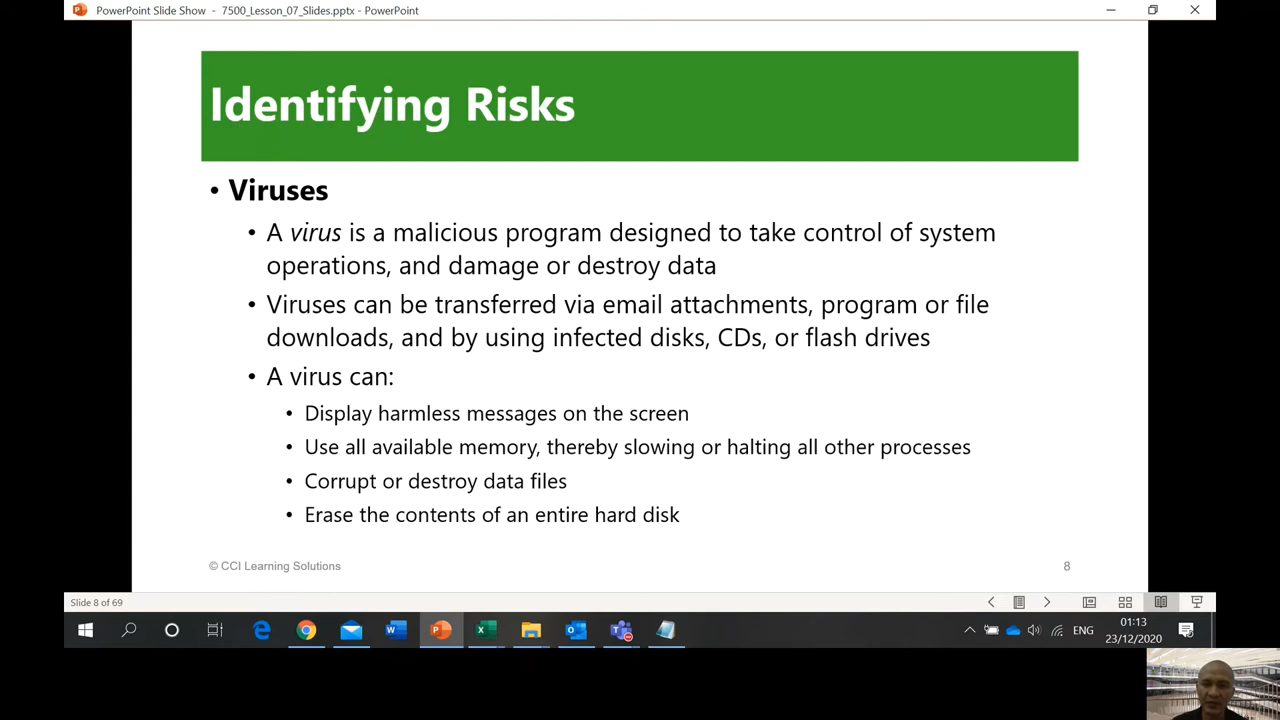 PowerPoint Slide Show - 7500_Lesson_07_Slides.pptx - PowerPoint
Identifying Risks
• Viruses
• A virus is a malicious program designed to take control of system
operations, and damage or destroy data
• Viruses can be transferred via email attachments, program or file
downloads, and by using infected disks, CDs, or flash drives
• A virus can:
• Display harmless messages on the screen
• Use all available memory, thereby slowing or halting all other processes
• Corrupt or destroy data files
• Erase the contents of an entire hard disk
© CCI Learning Solutions
8
Slide 8 of 69
ENG
01:13
23/12/2020